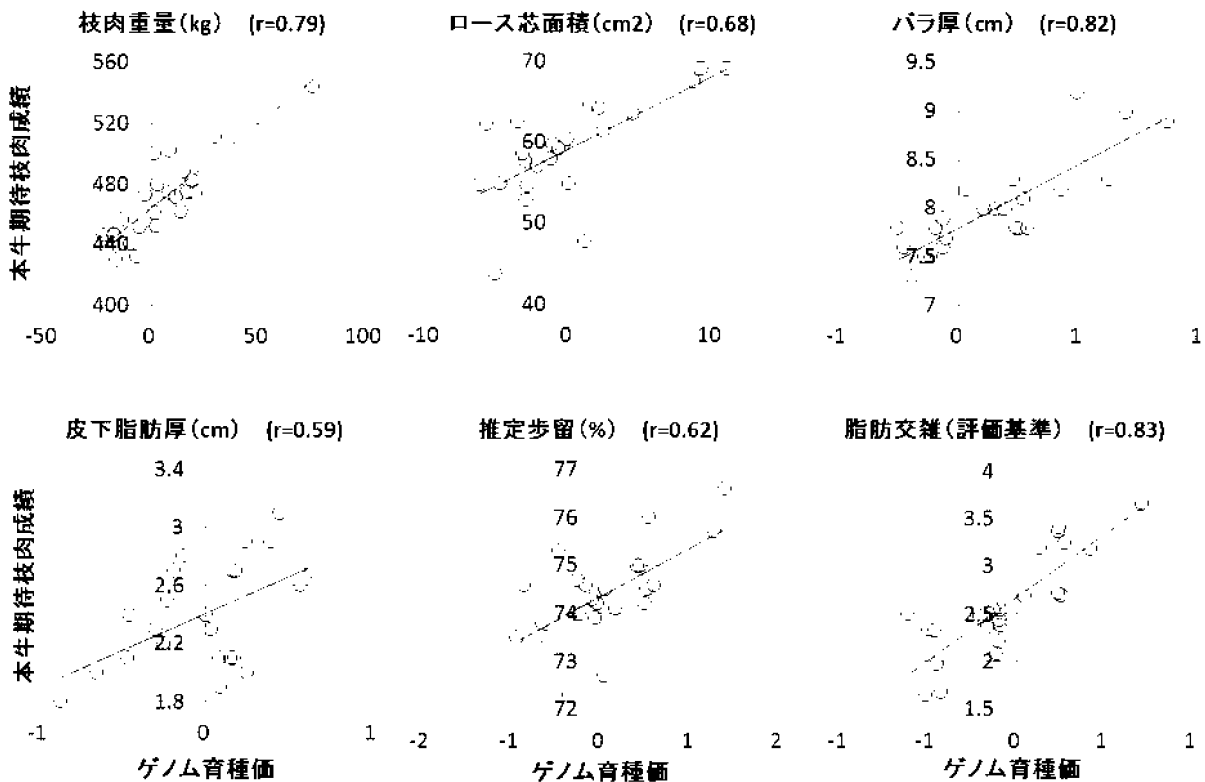 枝肉重量(kg) (r=0.79)
ロース芯面積(cm2) (r=0.68)
バラ厚(cm) (r=0.82)
本牛期待枝肉成績
560
520
480
440
400
-50 0 50 100
70
60
50
40
-10 0 10
9.5
9
8.5
8
7.5
7
-1 0 1 1
皮下脂肪厚(cm) (r=0.59)
推定歩留(%) (r=0.62)
脂肪交雑(評価基準) (r=0.83)
本牛期待枝肉成績
3.4
3
2.6
2.2
1.8
-1 0 1
ゲノム育種価
77
76
75
74
73
72
-2 -1 0 1 2
ゲノム育種価
4
3.5
3
2.5
2
1.5
-1 -1 0 1 1
ゲノム育種価